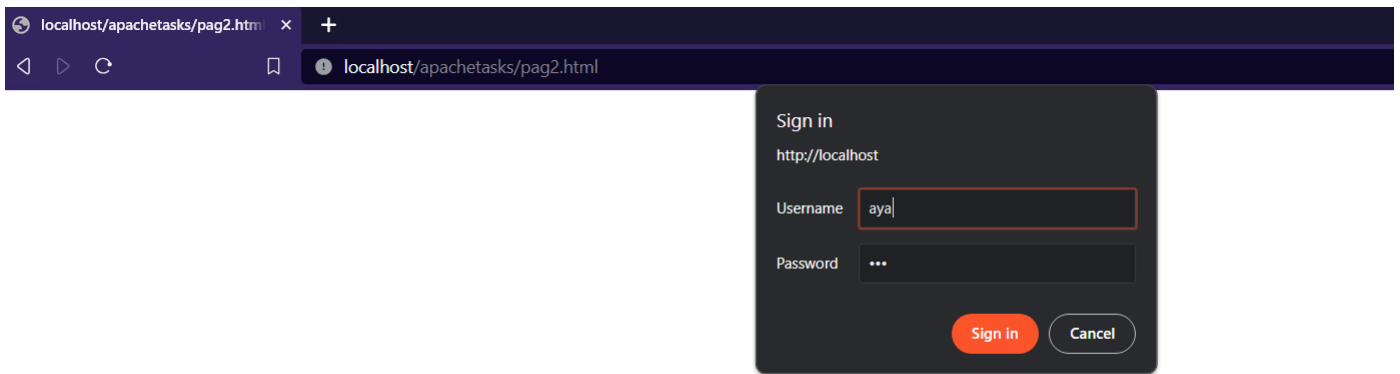 localhost/apachetasks/pag2.html
localhost/apachetasks/pag2.html
Sign in
http://localhost
Username aya
Password •••
Sign in Cancel